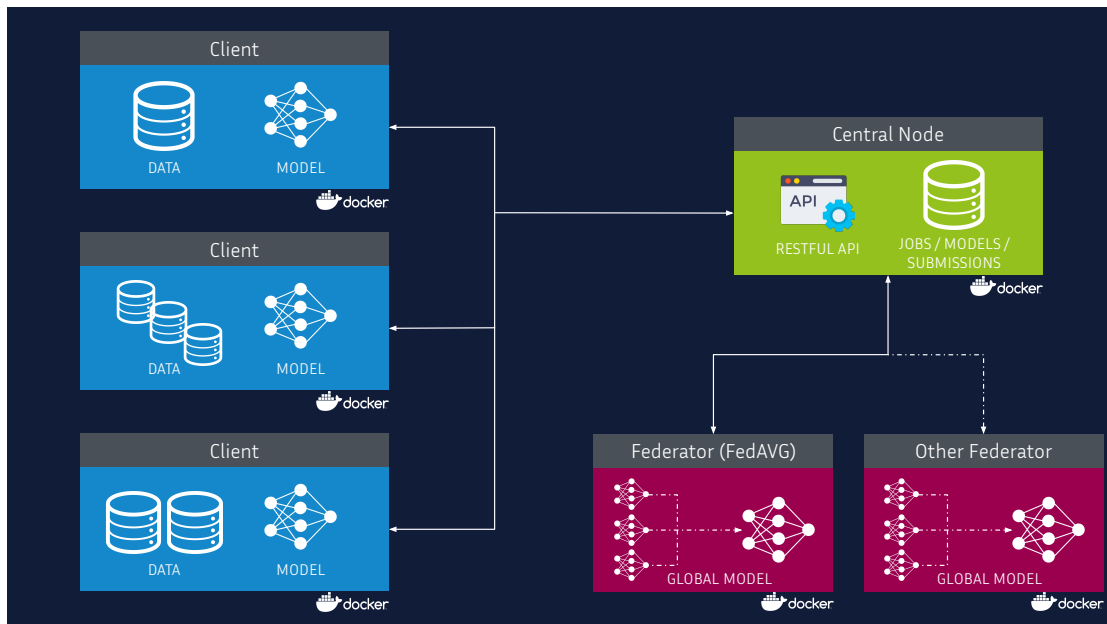 Client
DATA
MODEL
docker
Client
DATA
MODEL
docker
Client
DATA
MODEL
docker
Central Node
API
RESTFUL API
JOBS / MODELS /
SUBMISSIONS
docker
Federator (FedAVG)
GLOBAL MODEL
docker
Other Federator
GLOBAL MODEL
docker